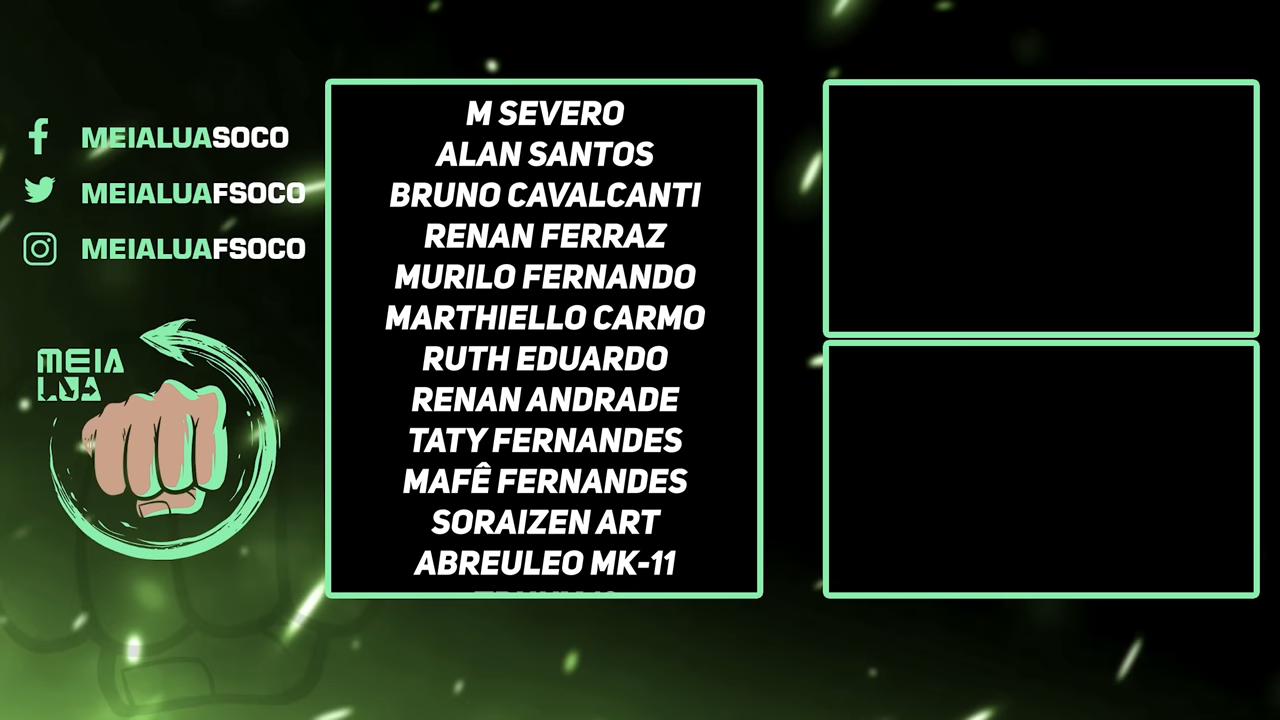 MEIALUASOCO
MEIALUAFSOCO
MEIALUAFSOCO
MEIA
LUA
M SEVERO
ALAN SANTOS
BRUNO CAVALCANTI
RENAN FERRAZ
MURILO FERNANDO
MARTHIELLO CARMO
RUTH EDUARDO
RENAN ANDRADE
TATY FERNANDES
MAFÊ FERNANDES
SORAIZEN ART
ABREULEO MK-11